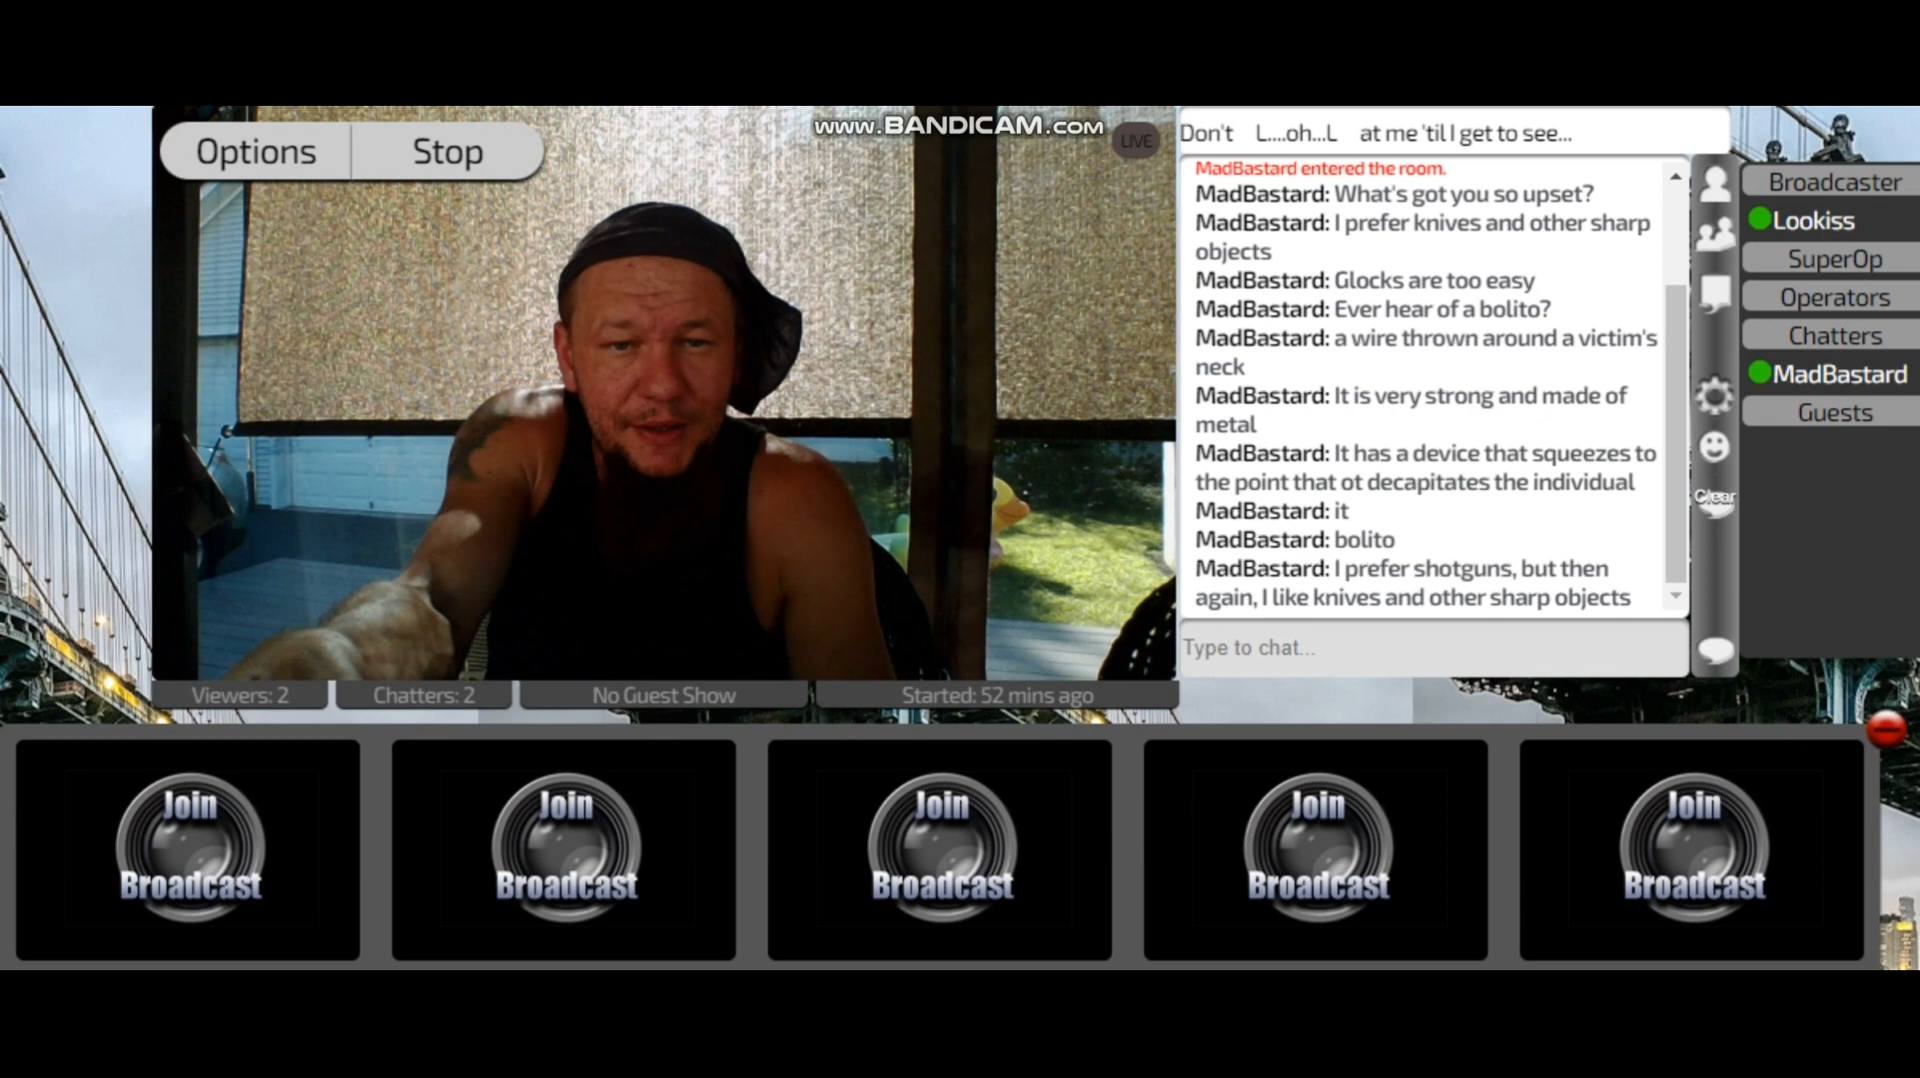 www.BANDICAM.com
Options
Stop
LIVE
Don't L....oh...L at me 'til I get to see...
MadBastard entered the room.
MadBastard: What's got you so upset?
MadBastard: I prefer knives and other sharp
objects
MadBastard: Glocks are too easy
MadBastard: Ever hear of a bolito?
MadBastard: a wire thrown around a victim's
neck
MadBastard: It is very strong and made of
metal
MadBastard: It has a device that squeezes to
the point that ot decapitates the individual
MadBastard: it
MadBastard: bolito
MadBastard: I prefer shotguns, but then
again, I like knives and other sharp objects
Type to chat...
Clear
Broadcaster
Lookiss
SuperOp
Operators
Chatters
MadBastard
Guests
Viewers: 2
Chatters: 2
No Guest Show
Started: 52 mins ago
Join
Broadcast
Join
Broadcast
Join
Broadcast
Join
Broadcast
Join
Broadcast